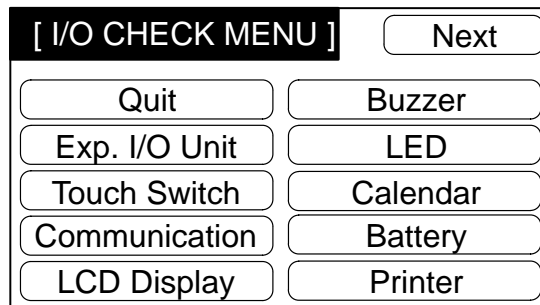 [ I/O CHECK MENU ] Next
Quit Buzzer
Exp. I/O Unit LED
Touch Switch Calendar
Communication Battery
LCD Display Printer